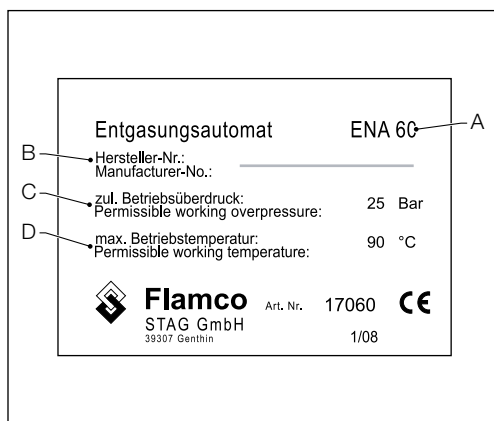 Entgasungsautomat ENA 60 A
B Hersteller-Nr.:
Manufacturer-No.:
C zul. Betriebsüberdruck:
Permissible working overpressure: 25 Bar
D max. Betriebstemperatur:
Permissible working temperature: 90 °C
Flamco Art. Nr. 17060 CE
STAG GmbH
39307 Genthin 1/08